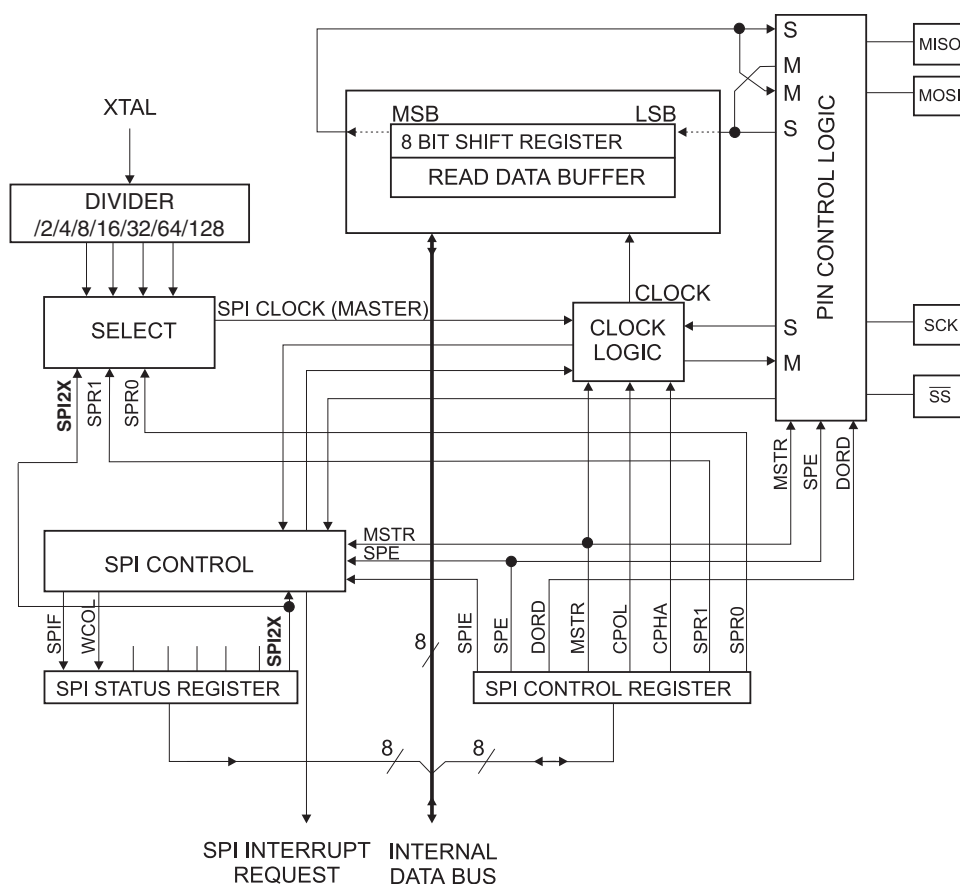 S
MISO
M
MOSI
M
XTAL
MSB
LSB
S
8 BIT SHIFT REGISTER
READ DATA BUFFER
DIVIDER
/2/4/8/16/32/64/128
PIN CONTROL LOGIC
SPI CLOCK (MASTER)
CLOCK
SELECT
CLOCK
LOGIC
S
SCK
M
SS
SPI2X
SPR1
SPR0
MSTR
SPE
DORD
MSTR
SPE
SPI CONTROL
SPIF
WCOL
SPI2X
8
SPIE
SPE
DORD
MSTR
CPOL
CPHA
SPR1
SPR0
SPI STATUS REGISTER
SPI CONTROL REGISTER
8
8
SPI INTERRUPT
REQUEST
INTERNAL
DATA BUS